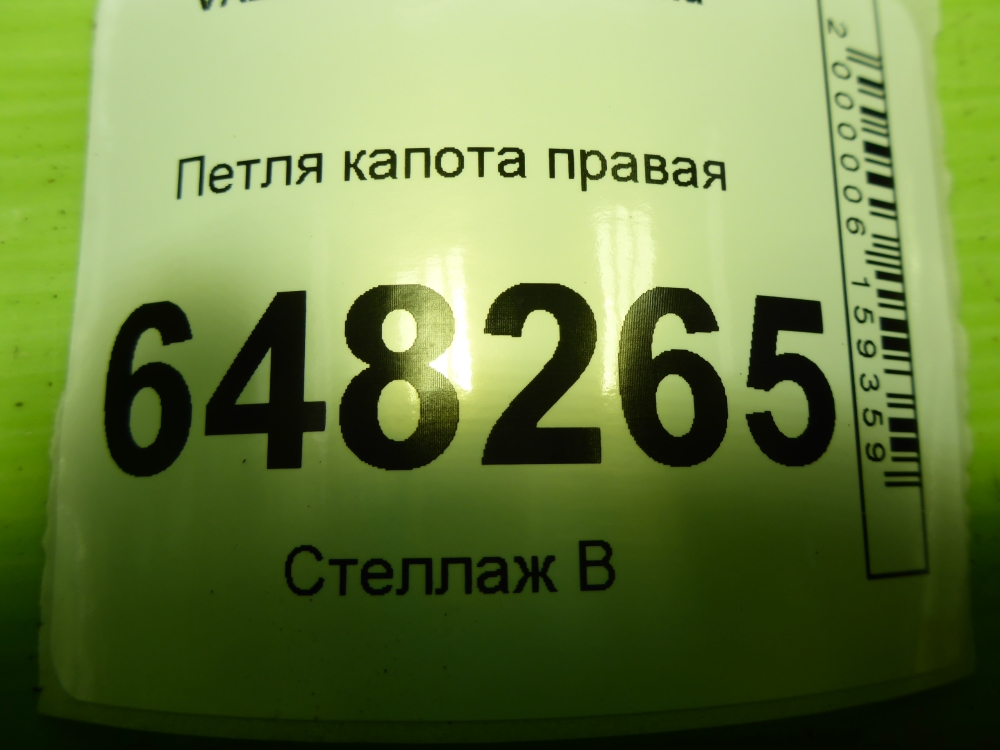 Петля капота правая
648265
Стеллаж В
2000006159359